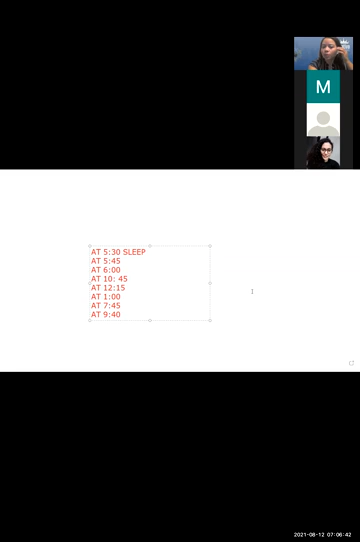 M
AT 5:30 SLEEP
AT 5:45
AT 6:00
AT 10: 45
AT 12:15
AT 1:00
AT 7:45
AT 9:40
2021-08-12 07:06:42